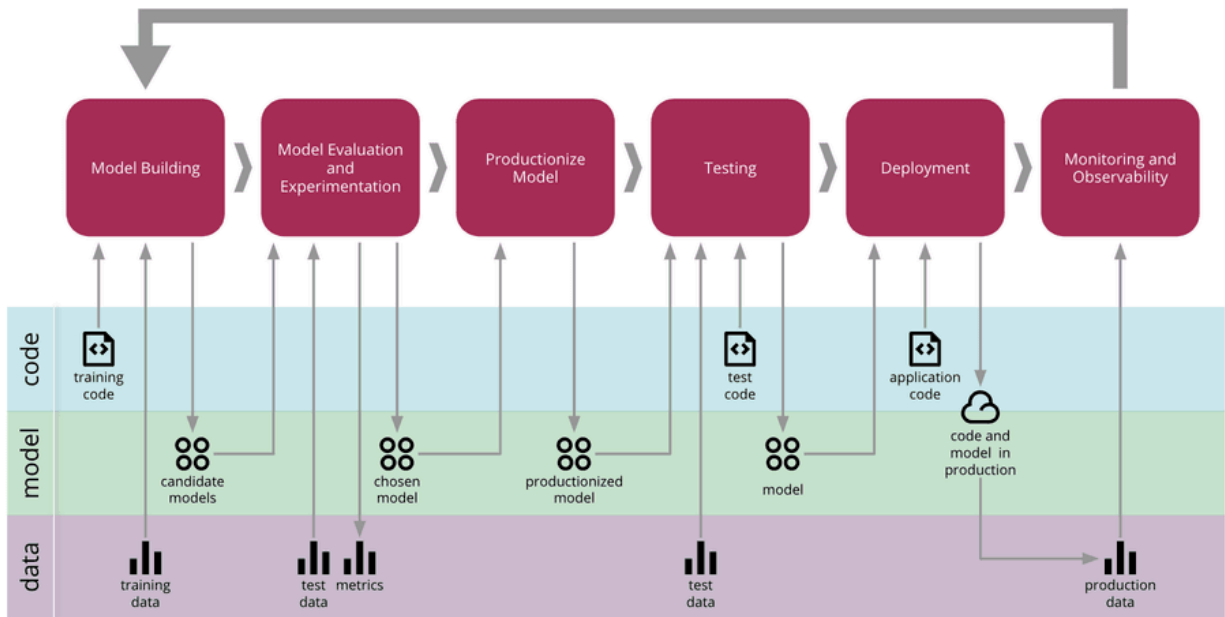 Model Building
Model Evaluation
and
Experimentation
Productionize
Model
Testing
Deployment
Monitoring and
Observability
code
training
code
test
code
application
code
model
candidate
models
chosen
model
productionized
model
model
code and
model in
production
data
training
data
test
data
metrics
test
data
production
data